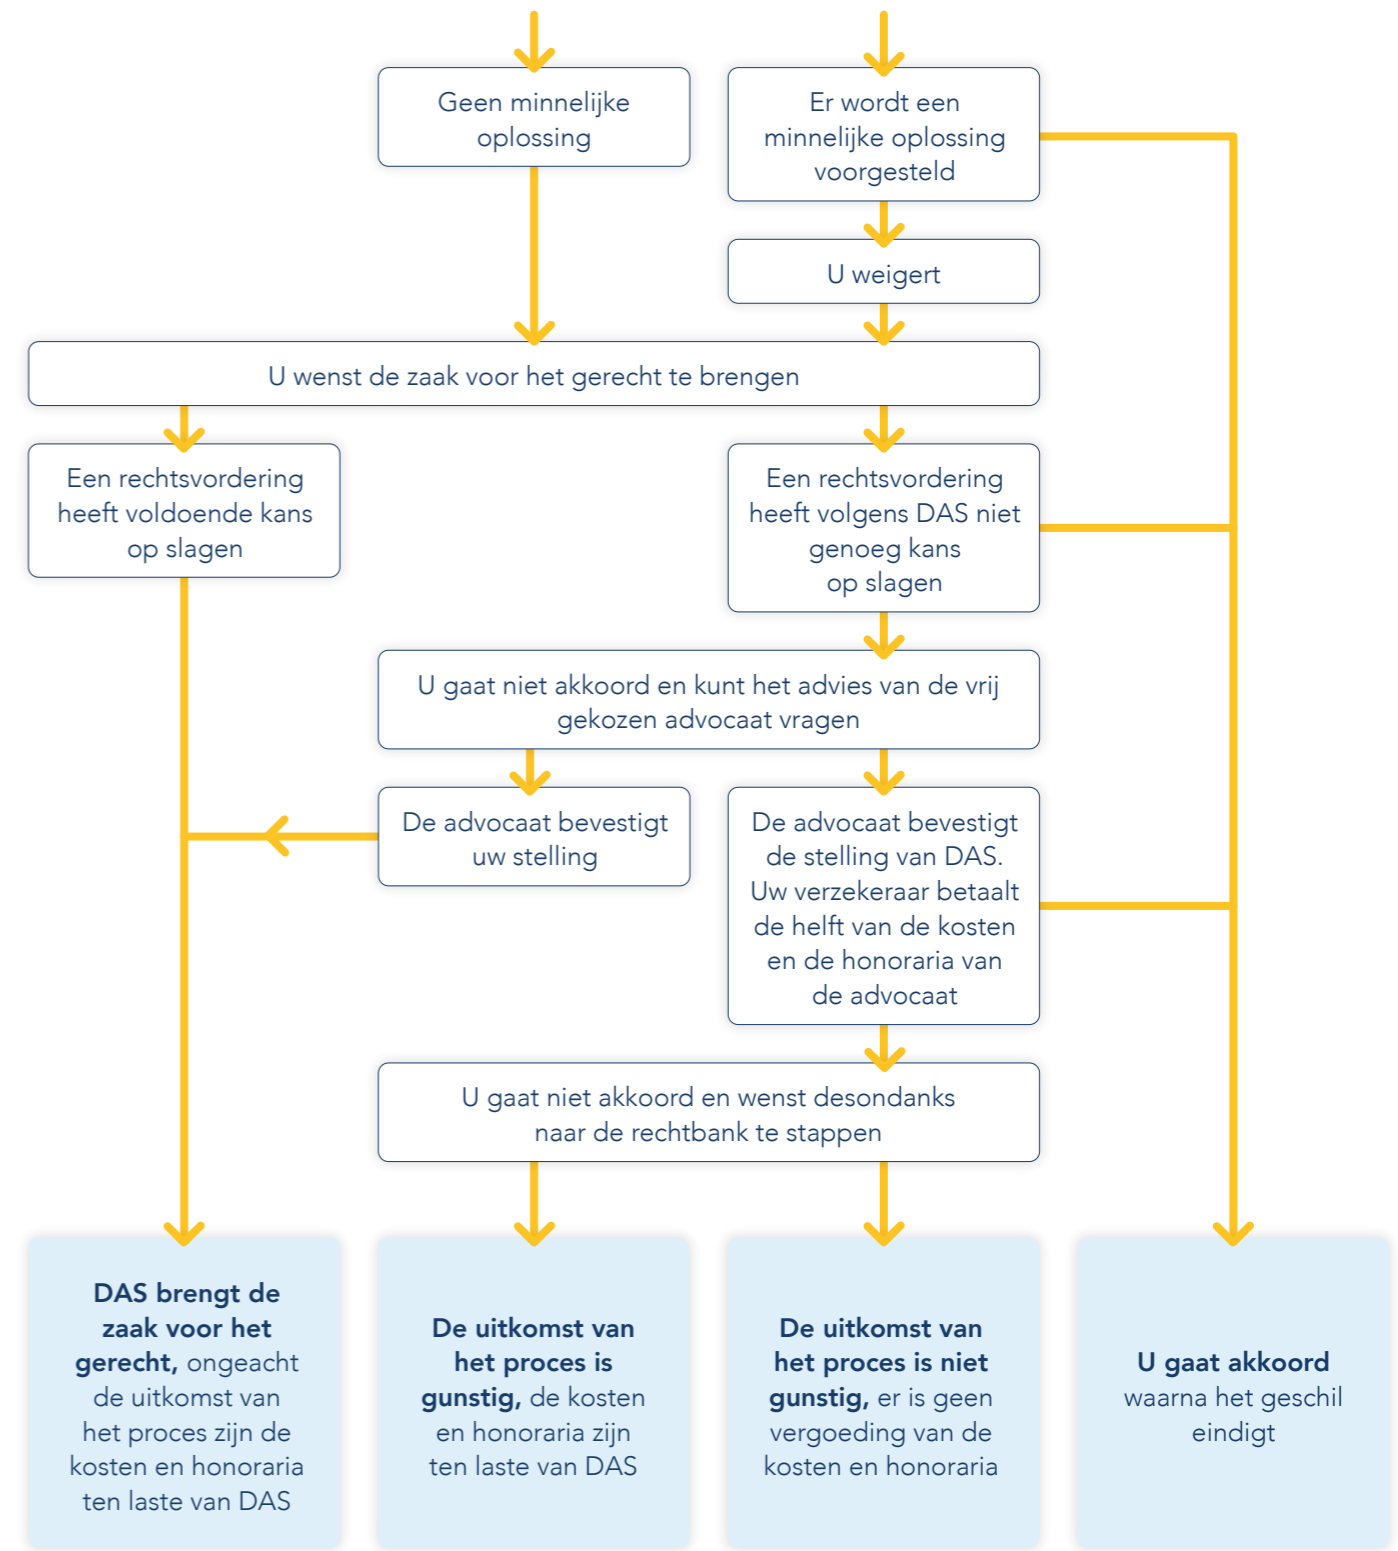 Geen minnelijke
oplossing
Er wordt een
minnelijke oplossing
voorgesteld
U weigert
U wenst de zaak voor het gerecht te brengen
Een rechtsvordering
heeft voldoende kans
op slagen
Een rechtsvordering
heeft volgens DAS niet
genoeg kans
op slagen
U gaat niet akkoord en kunt het advies van de vrij
gekozen advocaat vragen
De advocaat bevestigt
uw stelling
De advocaat bevestigt
de stelling van DAS.
Uw verzekeraar betaalt
de helft van de kosten
en de honoraria van
de advocaat
U gaat niet akkoord en wenst desondanks
naar de rechtbank te stappen
DAS brengt de
zaak voor het
gerecht, ongeacht
de uitkomst van
het proces zijn de
kosten en honoraria
ten laste van DAS
De uitkomst van
het proces is
gunstig, de kosten
en honoraria zijn
ten laste van DAS
De uitkomst van
het proces is niet
gunstig, er is geen
vergoeding van de
kosten en honoraria
U gaat akkoord
waarna het geschil
eindigt